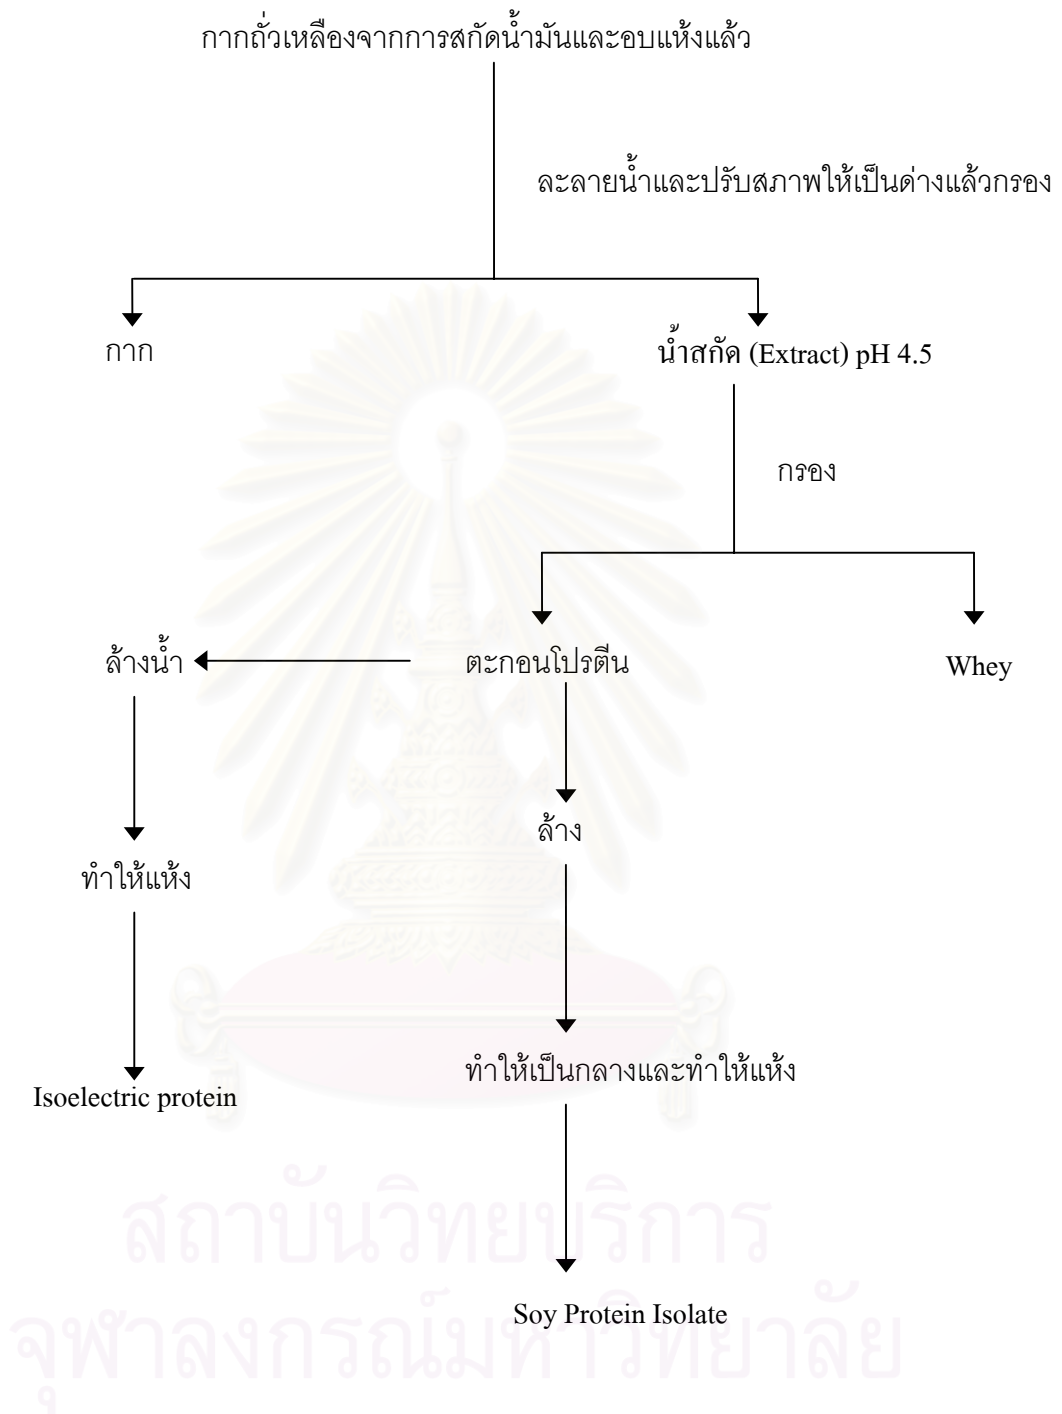 กากถั่วเหลืองจากการสกัดน้ำมันและอบแห้งแล้ว
ละลายน้ำและปรับสภาพให้เป็นด่างแล้วกรอง
กาก
น้ำสกัด (Extract) pH 4.5
กรอง
ล้างน้ำ
ตะกอนโปรตีน
Whey
ล้าง
ทำให้แห้ง
ทำให้เป็นกลางและทำให้แห้ง
Isoelectric protein
สถาบันวิทยบริการ
Soy Protein Isolate
จุฬาลงกรณ์มหาวิทยาลัย